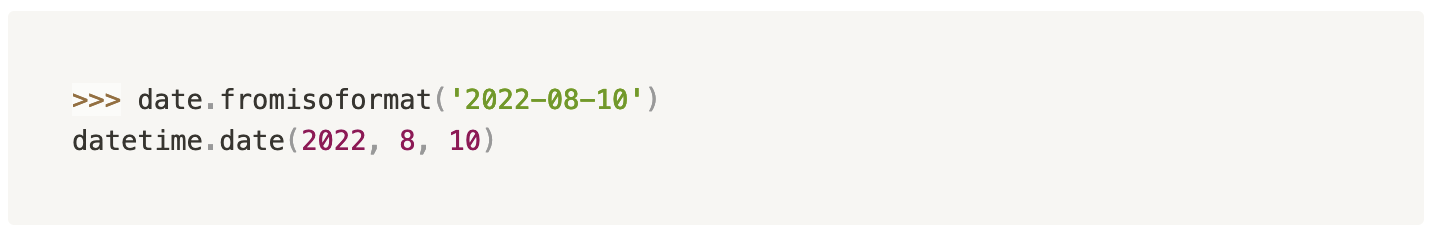 >>> date.fromisoformat('2022-08-10')
datetime.date(2022, 8, 10)